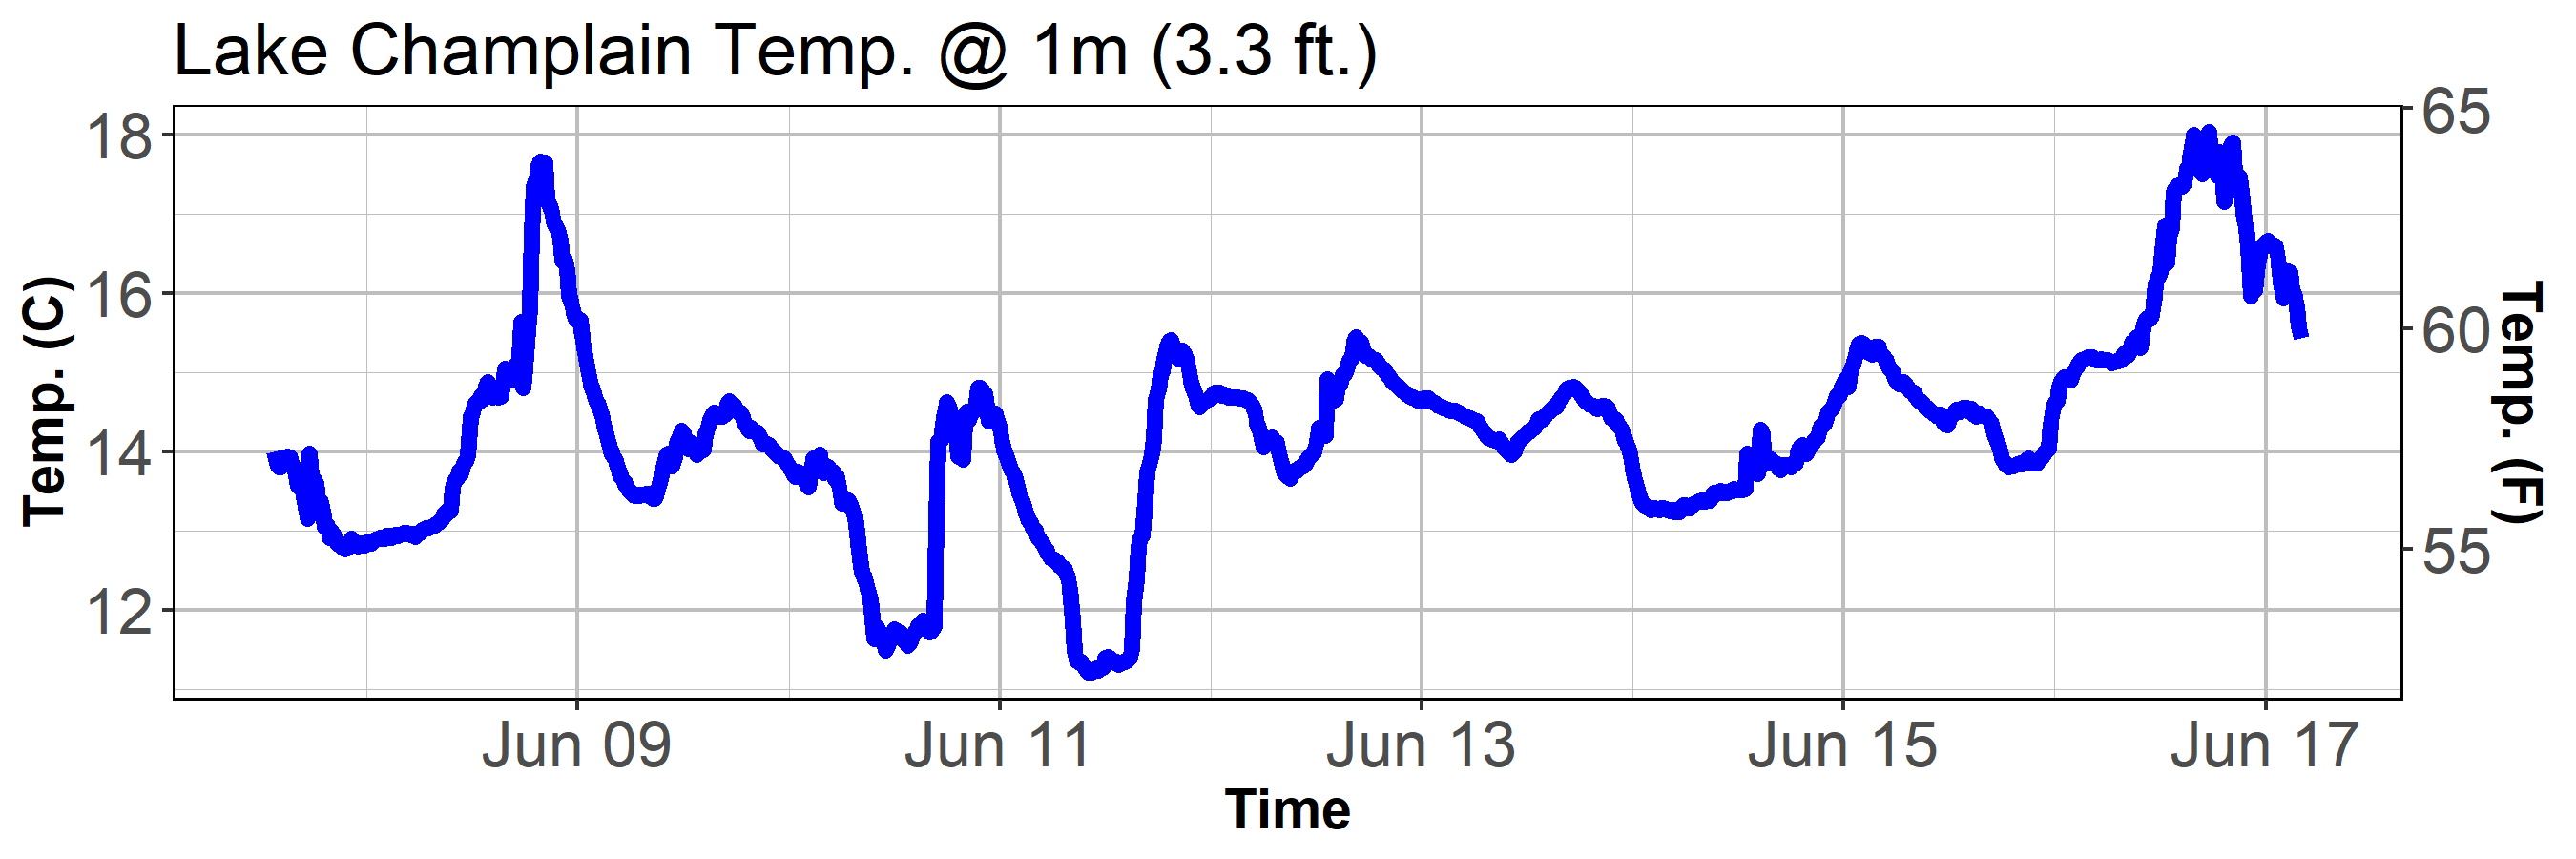 Lake Champlain Temp. @ 1m (3.3 ft.)
Temp. (C)
18
16
14
12
65
60
55
Temp. (F)
Jun 09
Jun 11
Jun 13
Jun 15
Jun 17
Time